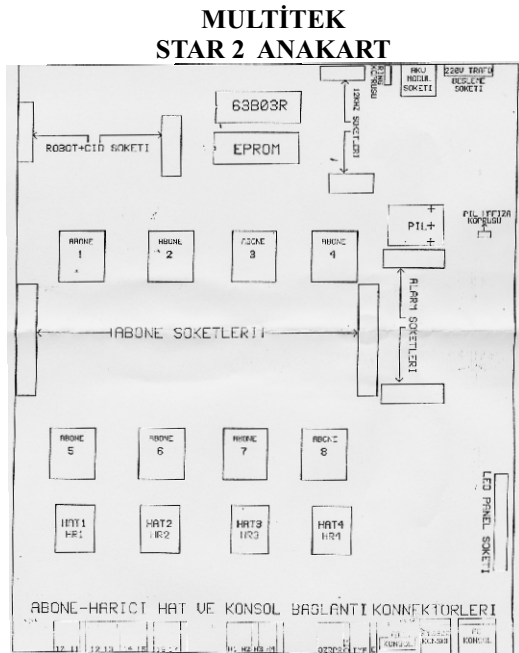 MULTİTEK
STAR 2 ANAKART
63B03R
EPROM
ROBOT+CID SOKETI
12KHZ SOKETLERI
AKU
MODUL
SOKETI
220V TRAFO
BESLEME
SOKETI
PIL
PIL HAFIZA
KOPRUSU
ABONE
1
ABONE
2
ABONE
3
ABONE
4
ABONE SOKETLERI
ALARM SOKETLERI
ABONE
5
ABONE
6
ABONE
7
ABONE
8
HAT1
HR1
HAT2
HR2
HAT3
HR3
HAT4
HR4
LED PANEL SOKETI
ABONE-HARICI HAT VE KONSOL BAGLANTI KONNEKTORLERI
KONSOL